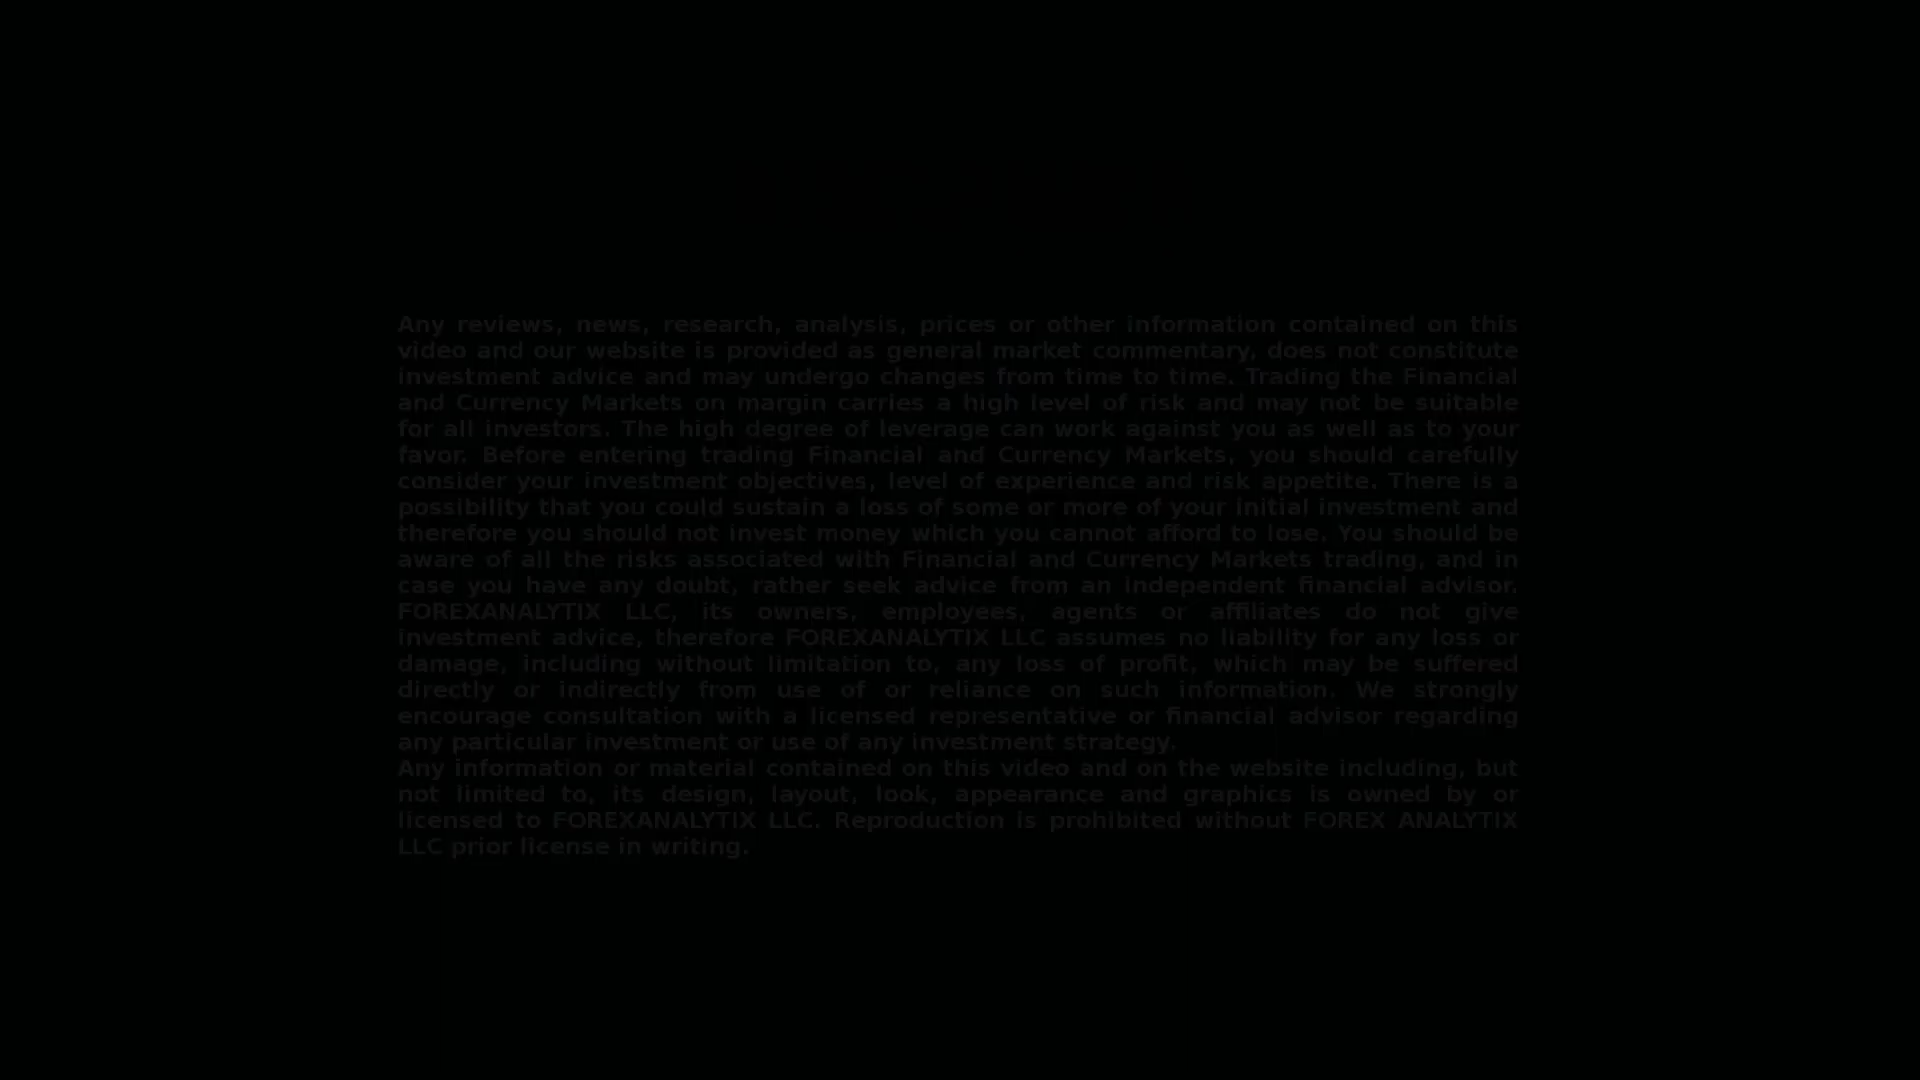 Any reviews, news, research, analysis, prices or other information contained on this
video and our website is provided as general market commentary, does not constitute
investment advice and may undergo changes from time to time. Trading the Financial
and Currency Markets on margin carries a high level of risk and may not be suitable
for all investors. The high degree of leverage can work against you as well as to your
favor. Before entering trading Financial and Currency Markets, you should carefully
consider your investment objectives, level of experience and risk appetite. There is a
possibility that you could sustain a loss of some or more of your initial investment and
therefore you should not invest money which you cannot afford to lose. You should be
aware of all the risks associated with Financial and Currency Markets trading, and in
case you have any doubt, rather seek advice from an independent financial advisor.
FOREXANALYTIX LLC, its owners, employees, agents or affiliates do not give
investment advice, therefore FOREXANALYTIX LLC assumes no liability for any loss or
damage, including without limitation to, any loss of profit, which may be suffered
directly or indirectly from use of or reliance on such information. We strongly
encourage consultation with a licensed representative or financial advisor regarding
any particular investment or use of any investment strategy.
Any information or material contained on this video and on the website including, but
not limited to, its design, layout, look, appearance and graphics is owned by or
licensed to FOREXANALYTIX LLC. Reproduction is prohibited without FOREX ANALYTIX
LLC prior license in writing.